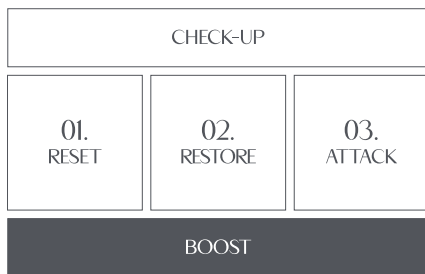 CHECK-UP
01.
RESET
02.
RESTORE
03.
ATTACK
BOOST